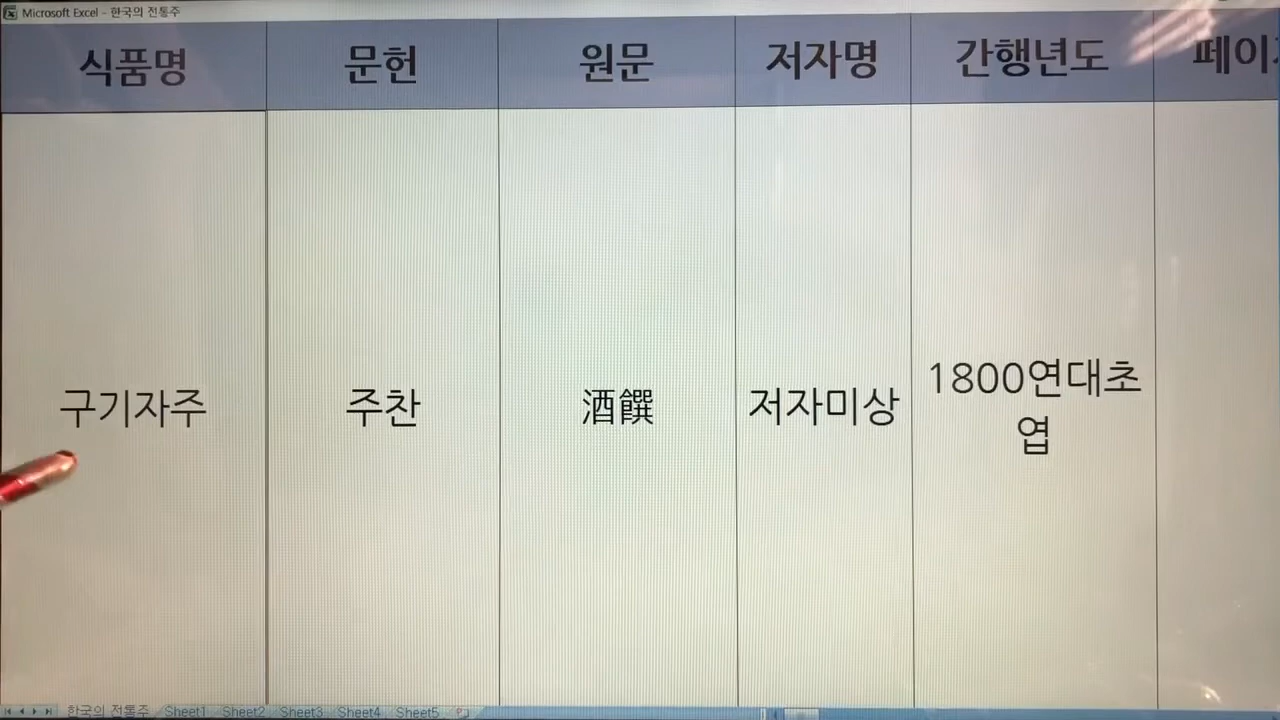 Microsoft Excel - 한국의 전통주
식품명 문헌 원문 저자명 간행년도 페이
구기자주 주찬 酒饌 저자미상 1800연대초
엽
한국의 전통주 Sheet1 Sheet2 Sheet3 Sheet4 Sheet5